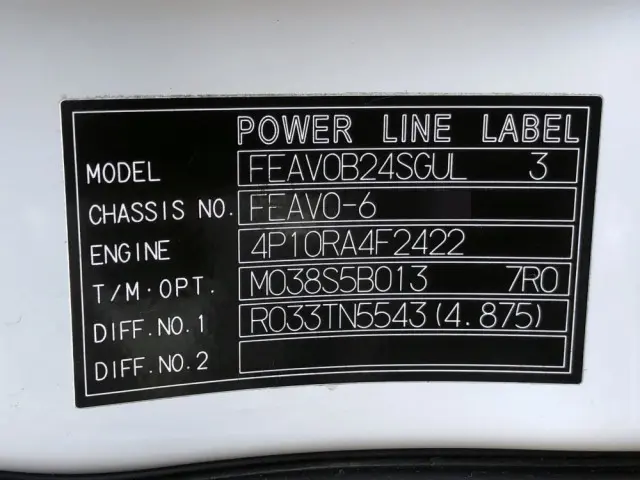 POWER LINE LABEL
MODEL FEAV0B24SGUL 3
CHASSIS NO. FEAV0-6
ENGINE 4P10RA4F2422
T/M·OPT. M038S5B013 7R0
DIFF.NO.1 R033TN5543(4.875)
DIFF.NO.2